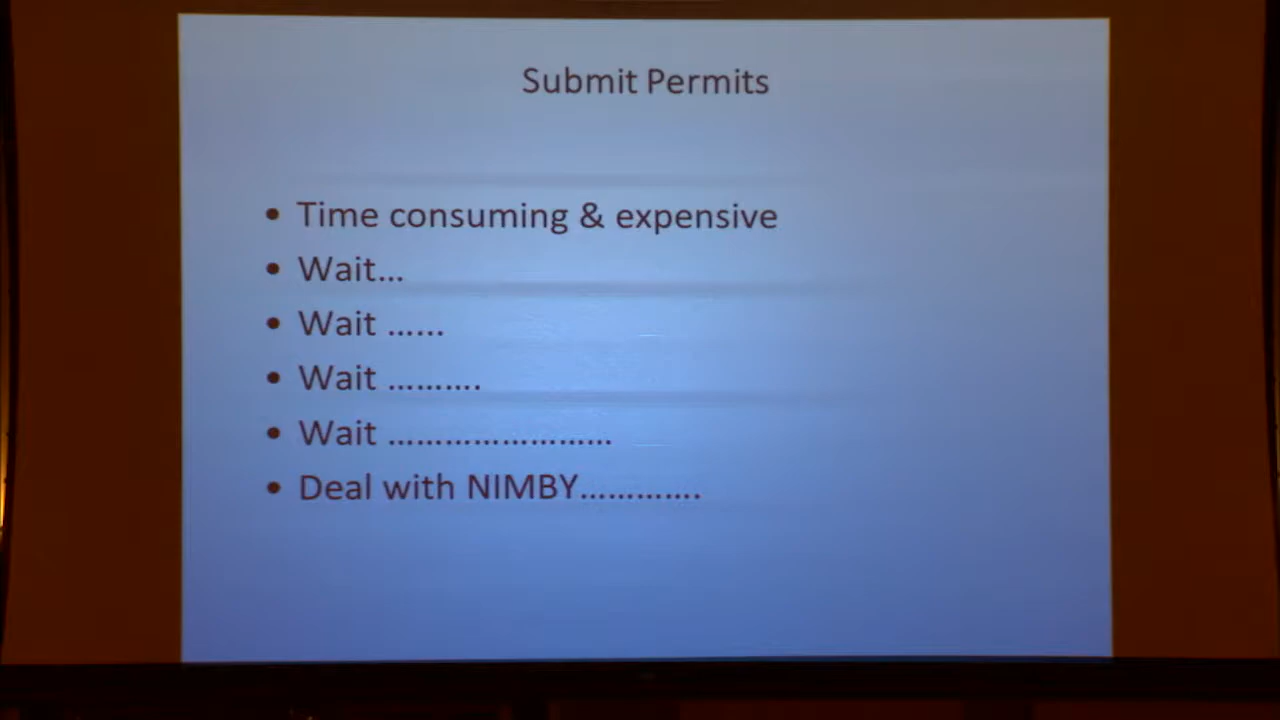 Submit Permits
• Time consuming & expensive
• Wait...
• Wait ......
• Wait ..........
• Wait ........................
• Deal with NIMBY.............